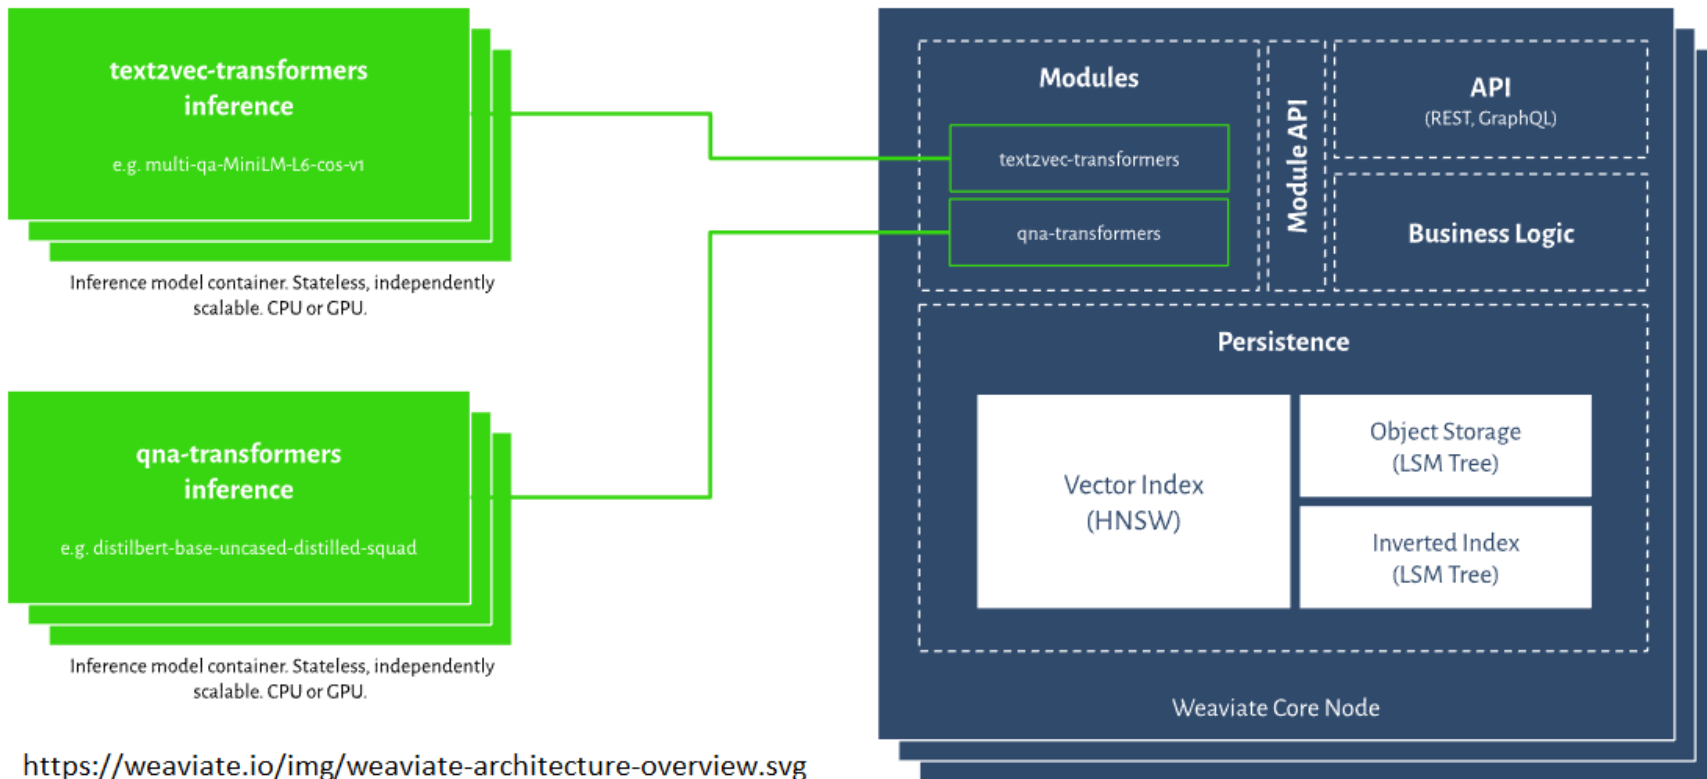 text2vec-transformers
inference
e.g. multi-qa-MiniLM-L6-cos-v1
Inference model container. Stateless, independently
scalable. CPU or GPU.
qna-transformers
inference
e.g. distilbert-base-uncased-distilled-squad
Inference model container. Stateless, independently
scalable. CPU or GPU.
Modules
text2vec-transformers
qna-transformers
Module API
API
(REST, GraphQL)
Business Logic
Persistence
Vector Index
(HNSW)
Object Storage
(LSM Tree)
Inverted Index
(LSM Tree)
Weaviate Core Node
https://weaviate.io/img/weaviate-architecture-overview.svg